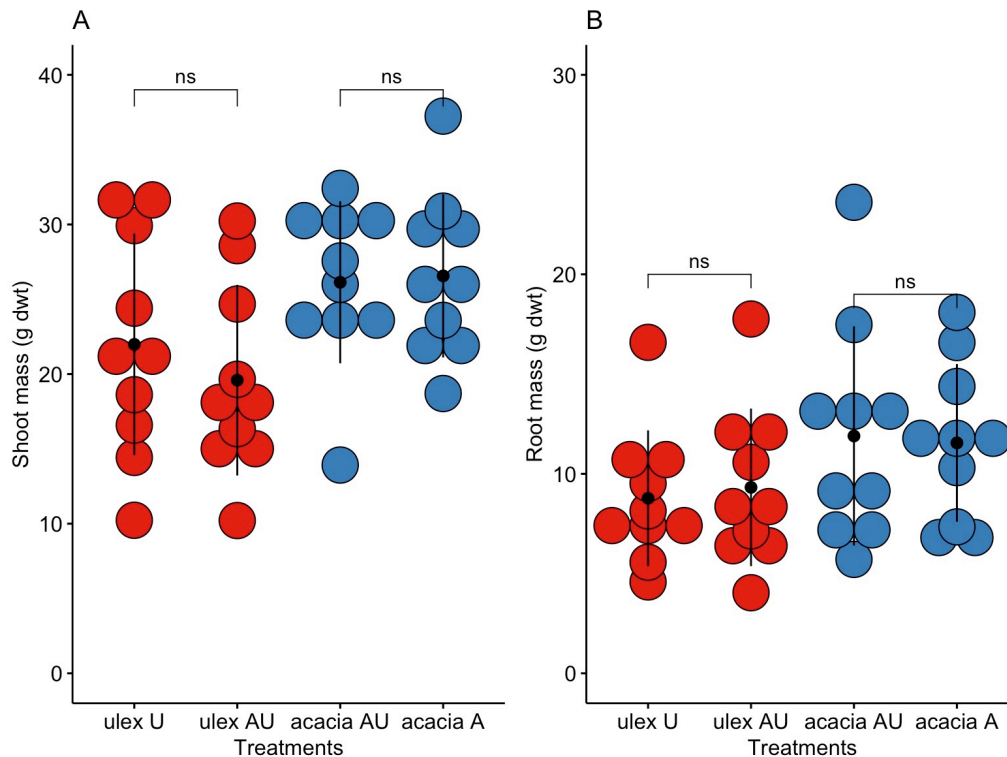 A
40
30
20
10
0
Shoot mass (g dwt)
ns
ns
ulex U
ulex AU
acacia AU
acacia A
Treatments
B
30
20
10
0
Root mass (g dwt)
ns
ns
ulex U
ulex AU
acacia AU
acacia A
Treatments